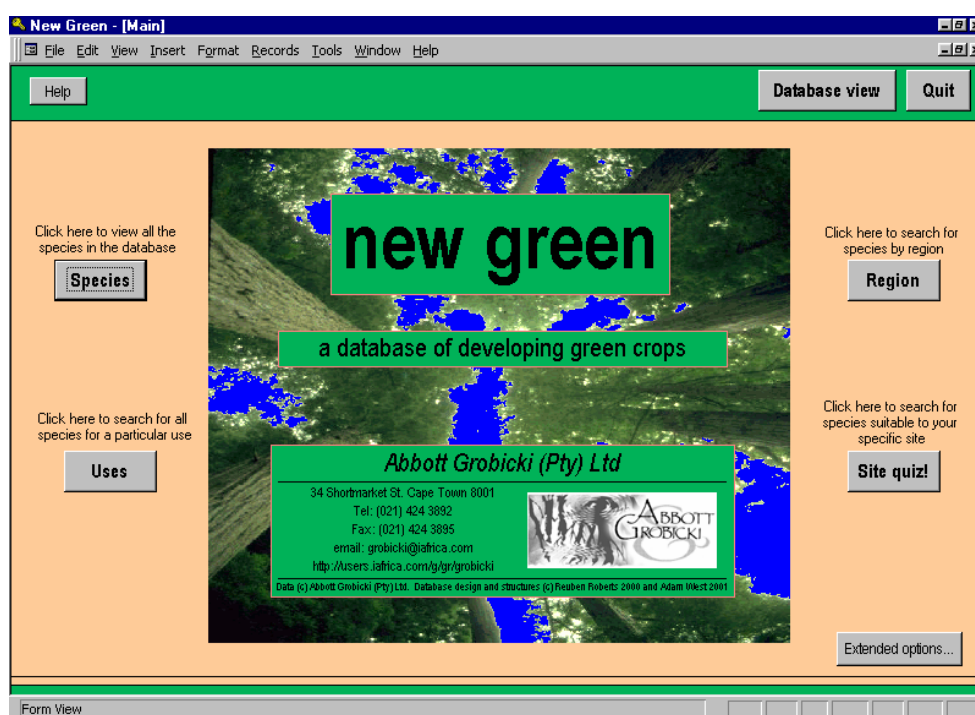 New Green - [Main]
File Edit View Insert Format Records Tools Window Help
Help
Database view
Quit
Click here to view all the
species in the database
Species
Click here to search for
species by region
Region
new green
a database of developing green crops
Click here to search for all
species for a particular use
Uses
Click here to search for
species suitable to your
specific site
Site quiz!
Abbott Grobicki (Pty) Ltd
34 Shortmarket St. Cape Town 8001
Tel: (021) 424 3892
Fax: (021) 424 3895
email: grobicki@iafrica.com
http://users.iafrica.com/g/gr/grobicki
ABBOTT
GROBICKI
Data (c) Abbott Grobicki (Pty) Ltd. Database design and structures (c) Reuben Roberts 2000 and Adam West 2001
Extended options...
Form View